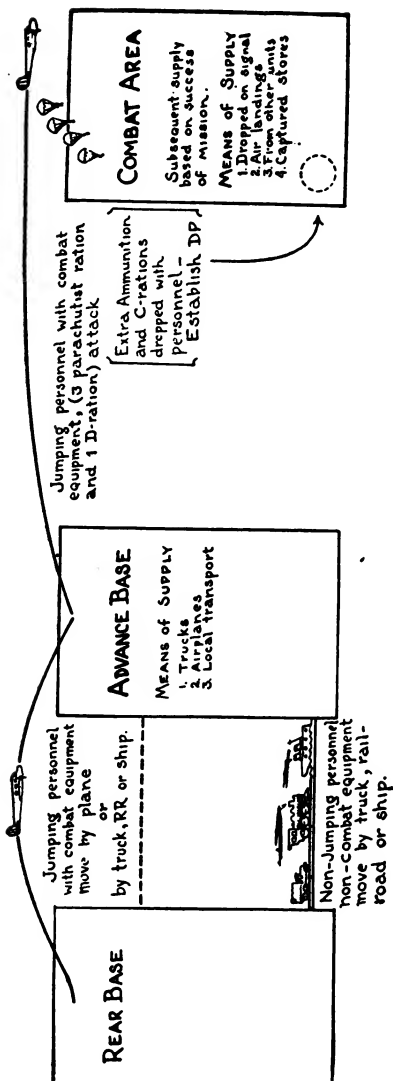 REAR BASE
Jumping personnel
with combat equipment
move by plane
or
by truck, RR or ship.
Non-Jumping personnel
non-combat equipment
move by truck, rail-
road or ship.
ADVANCE BASE
MEANS OF SUPPLY
1. Trucks
2. Airplanes
3. Local transport
Jumping personnel with combat
equipment, (3 parachutist ration
and 1 D-ration) attack
Extra Ammunition
and C-rations
dropped with
personnel-
Establish DP
COMBAT AREA
Subsequent supply
based on success
of mission.
MEANS OF SUPPLY
1. Dropped on signal
2. Air landings
3. From other units
4. Captured stores